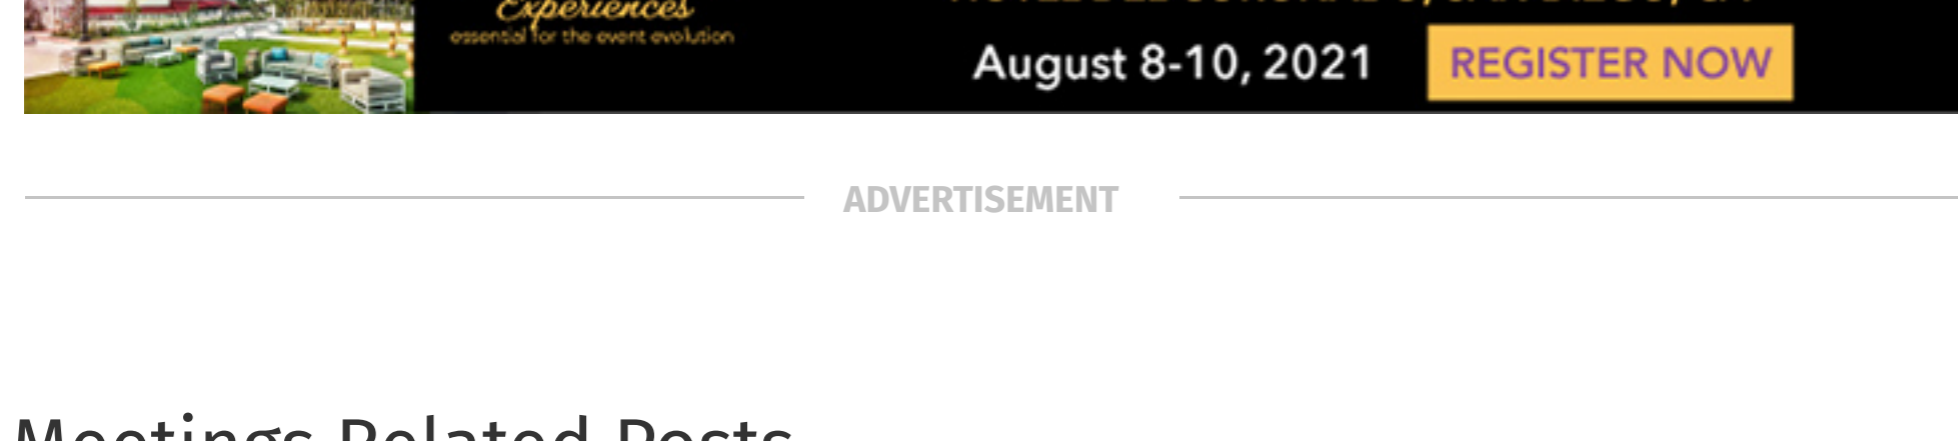 Experiences
essential for the event evolution
August 8-10, 2021
REGISTER NOW
ADVERTISEMENT
Meetings Related Posts